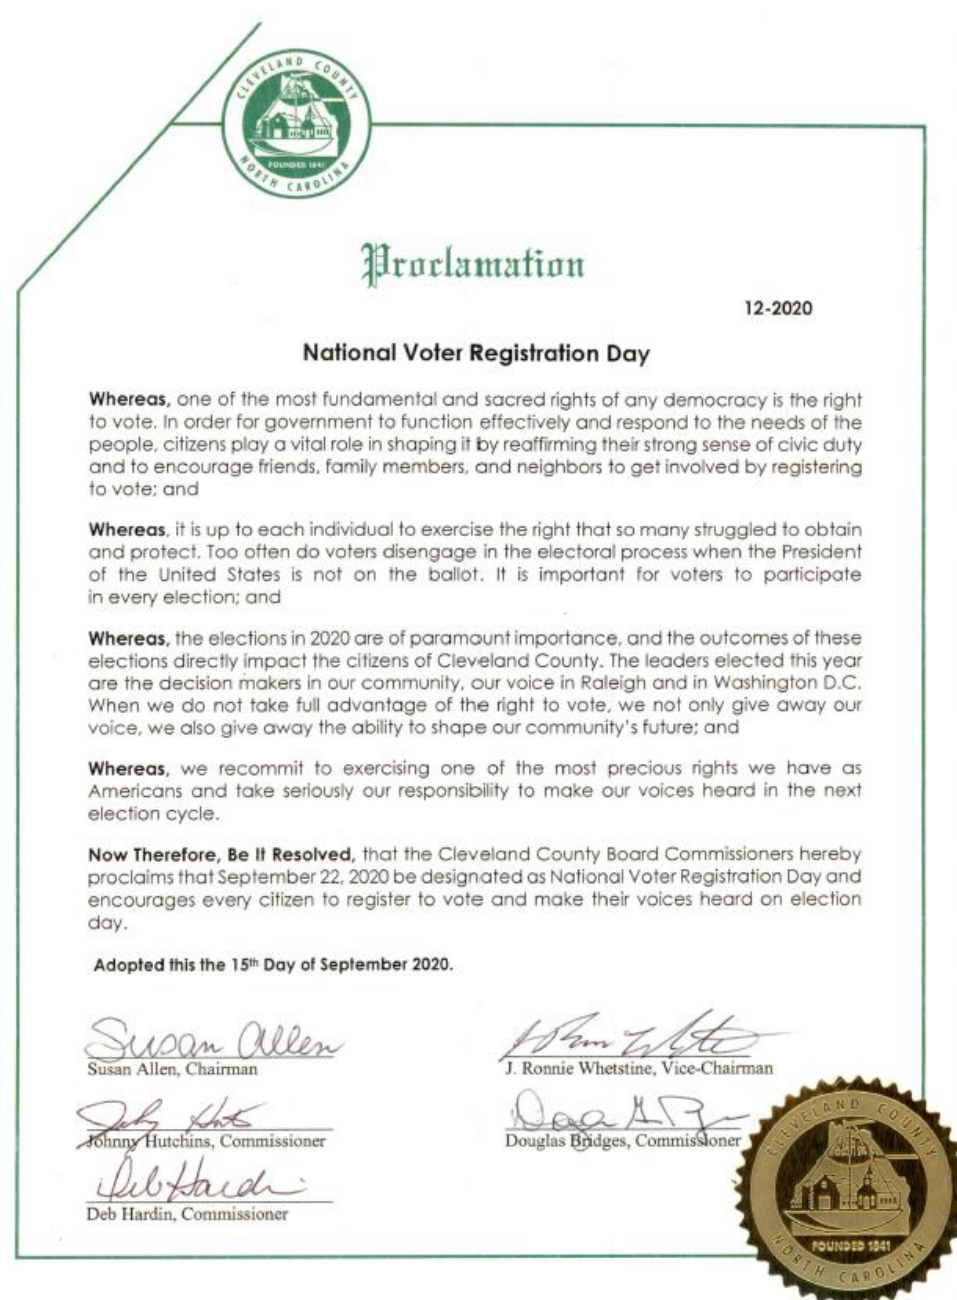 CLEVELAND COUNTY
FOUNDED 1841
NORTH CAROLINA
Proclamation
12-2020
National Voter Registration Day
Whereas, one of the most fundamental and sacred rights of any democracy is the right
to vote. In order for government to function effectively and respond to the needs of the
people, citizens play a vital role in shaping it by reaffirming their strong sense of civic duty
and to encourage friends, family members, and neighbors to get involved by registering
to vote; and
Whereas, it is up to each individual to exercise the right that so many struggled to obtain
and protect. Too often do voters disengage in the electoral process when the President
of the United States is not on the ballot. It is important for voters to participate
in every election; and
Whereas, the elections in 2020 are of paramount importance, and the outcomes of these
elections directly impact the citizens of Cleveland County. The leaders elected this year
are the decision makers in our community, our voice in Raleigh and in Washington D.C.
When we do not take full advantage of the right to vote, we not only give away our
voice, we also give away the ability to shape our community's future; and
Whereas, we recommit to exercising one of the most precious rights we have as
Americans and take seriously our responsibility to make our voices heard in the next
election cycle.
Now Therefore, Be It Resolved, that the Cleveland County Board Commissioners hereby
proclaims that September 22, 2020 be designated as National Voter Registration Day and
encourages every citizen to register to vote and make their voices heard on election
day.
Adopted this the 15th Day of September 2020.
Susan Allen
Susan Allen, Chairman
J. Ronnie Whetstine, Vice-Chairman
Johnny Hutchins, Commissioner
Douglas Bridges, Commissioner
Deb Hardin
Deb Hardin, Commissioner
CLEVELAND COUNTY
FOUNDED 1841
NORTH CAROLINA